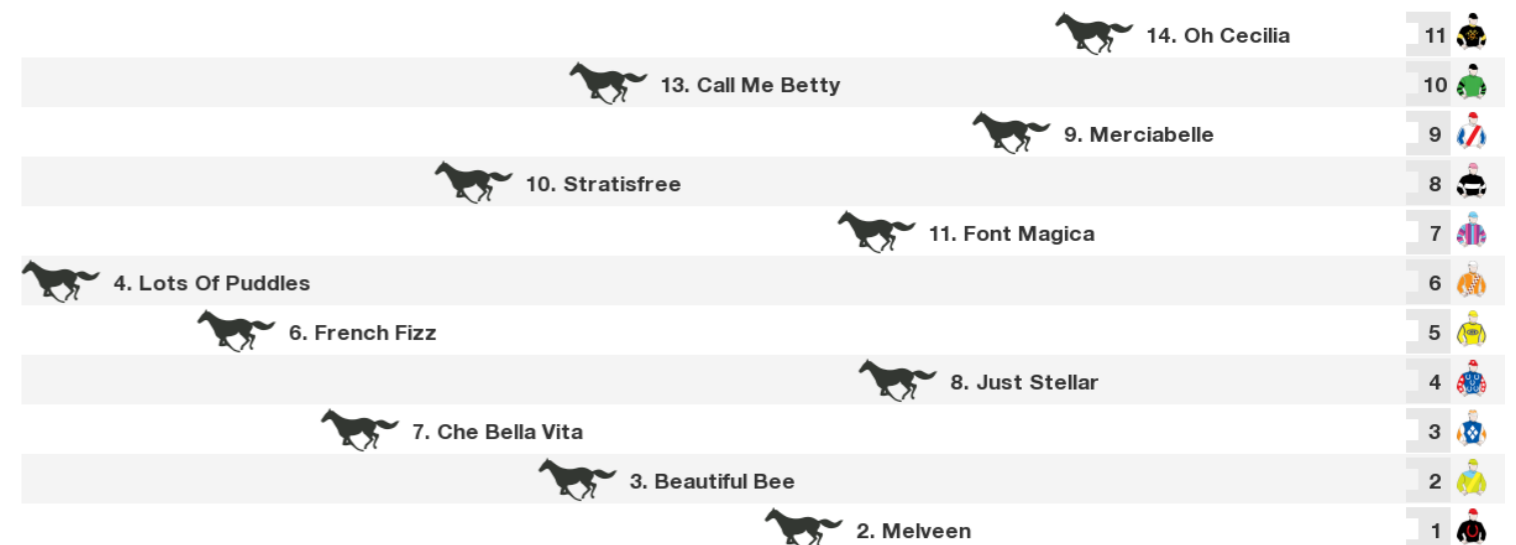 14. Oh Cecilia 11
13. Call Me Betty 10
9. Merciabelle 9
10. Stratisfree 8
11. Font Magica 7
4. Lots Of Puddles 6
6. French Fizz 5
8. Just Stellar 4
7. Che Bella Vita 3
3. Beautiful Bee 2
2. Melveen 1